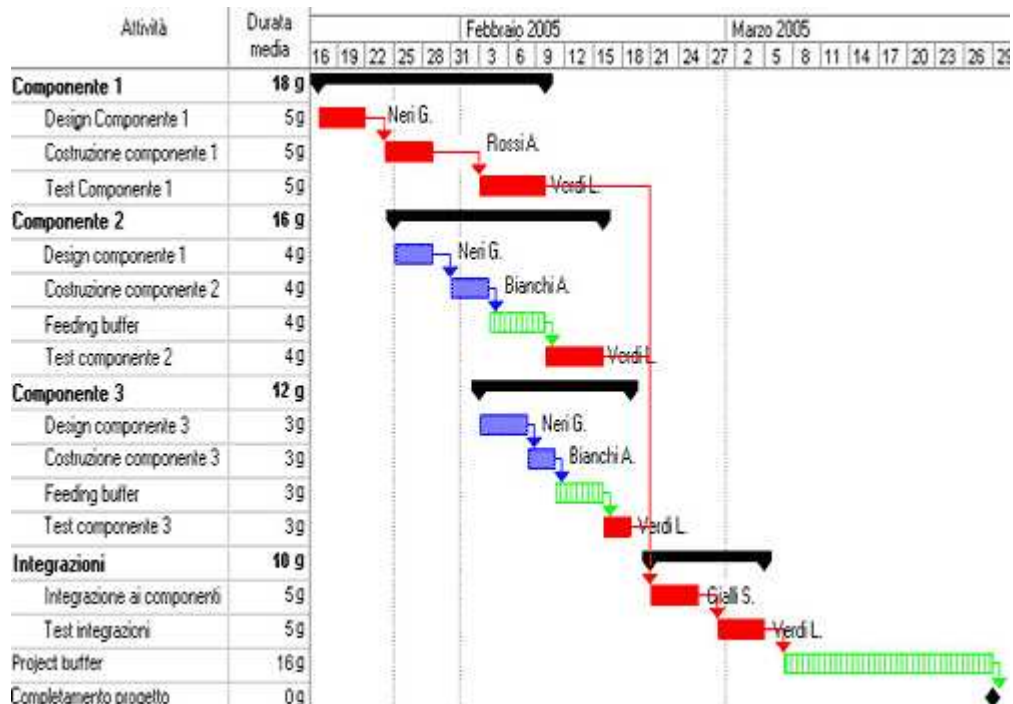 Attività Durata media Febbraio 2005 Marzo 2005
16 19 22 25 28 31 3 6 9 12 15 18 21 24 27 2 5 8 11 14 17 20 23 26 29
Componente 1 18 g
Design Componente 1 5g Neri G.
Costruzione componente 1 5g Rossi A.
Test Componente 1 5g Verdi L.
Componente 2 16 g
Design componente 1 4g Neri G.
Costruzione componente 2 4g Bianchi A.
Feeding buffer 4g
Test componente 2 4g Verdi L.
Componente 3 12 g
Design componente 3 3g Neri G.
Costruzione componente 3 3g Bianchi A.
Feeding buffer 3g
Test componente 3 3g Verdi L.
Integrazioni 10 g
Integrazione ai componenti 5g Gialli S.
Test integrazioni 5g Verdi L.
Project buffer 16g
Completamento progetto 0g